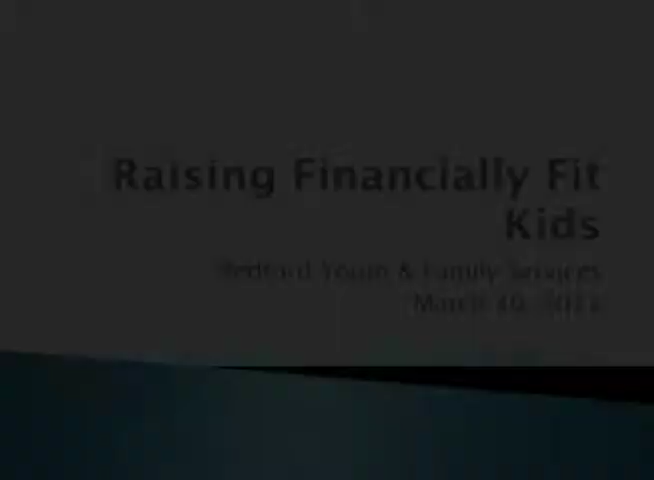 Raising Financially Fit
Kids
Bedford Youth & Family Services
March